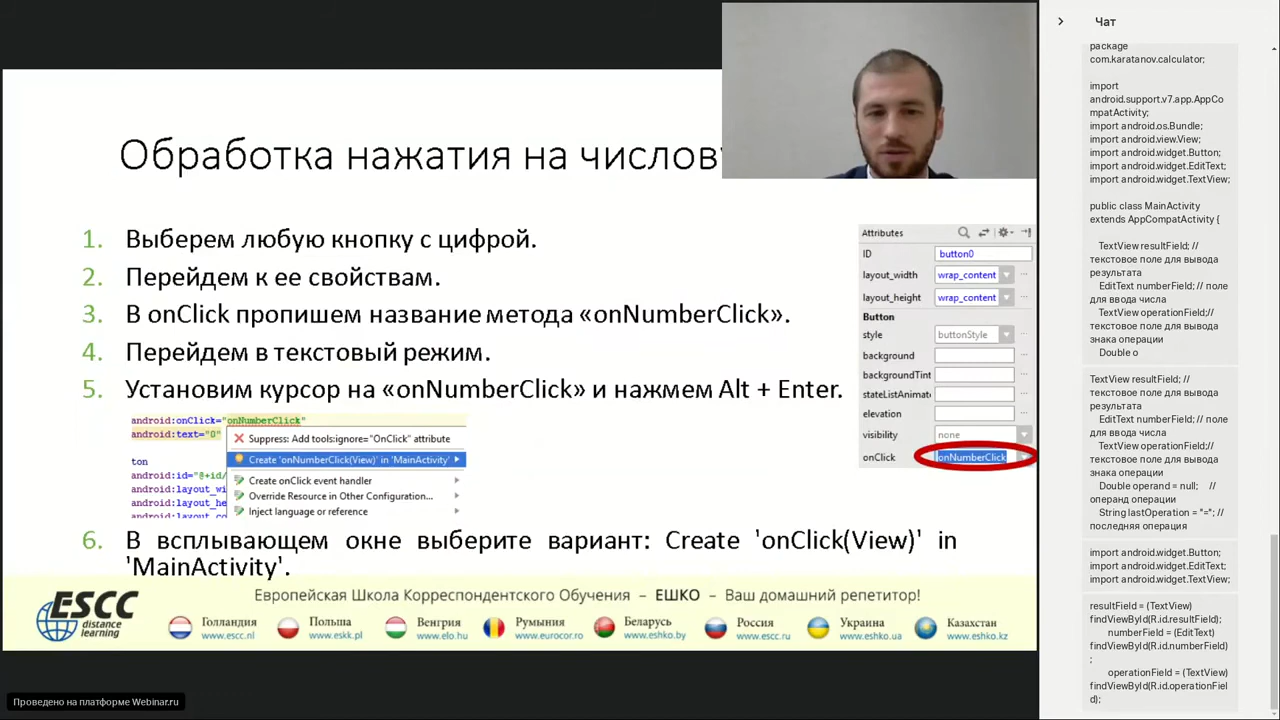 Обработка нажатия на числов
1. Выберем любую кнопку с цифрой.
2. Перейдем к ее свойствам.
3. В onClick пропишем название метода «onNumberClick».
4. Перейдем в текстовый режим.
5. Установим курсор на «onNumberClick» и нажмем Alt + Enter.
android:onClick="onNumberClick"
android:text="0"
Suppress: Add tools:ignore="OnClick" attribute
Create 'onNumberClick(View)' in 'MainActivity'
ton
Create onClick event handler
android:id="@+id/
Override Resource in Other Configuration...
android:layout_wi
Inject language or reference
android:layout_he
android:layout_co
6. В всплывающем окне выберите вариант: Create 'onClick(View)' in
'MainActivity'.
Attributes
ID button0
layout_width wrap_content
layout_height wrap_content
Button
style buttonStyle
background
backgroundTint
stateListAnimat
elevation
visibility none
onClick onNumberClick
ESCC
distance
learning
Европейская Школа Корреспондентского Обучения – ЕШКО – Ваш домашний репетитор!
Голландия
www.escc.nl
Польша
www.eskk.pl
Венгрия
www.elo.hu
Румыния
www.eurocor.ro
Беларусь
www.eshko.by
Россия
www.escc.ru
Украина
www.eshko.ua
Казахстан
www.eshko.kz
Проведено на платформе Webinar.ru
Чат
package
com.karatanov.calculator;
import
android.support.v7.app.AppCo
mpatActivity;
import android.os.Bundle;
import android.view.View;
import android.widget.Button;
import android.widget.EditText;
import android.widget.TextView;
public class MainActivity
extends AppCompatActivity {
TextView resultField; //
текстовое поле для вывода
результата
EditText numberField; // поле
для ввода числа
TextView operationField;//
текстовое поле для вывода
знака операции
Double o
TextView resultField; //
текстовое поле для вывода
результата
EditText numberField; // поле
для ввода числа
TextView operationField;//
текстовое поле для вывода
знака операции
Double operand = null; //
операнд операции
String lastOperation = "="; //
последняя операция
import android.widget.Button;
import android.widget.EditText;
import android.widget.TextView;
resultField = (TextView)
findViewById(R.id.resultField);
numberField = (EditText)
findViewById(R.id.numberField)
;
operationField = (TextView)
findViewById(R.id.operationFiel
d);